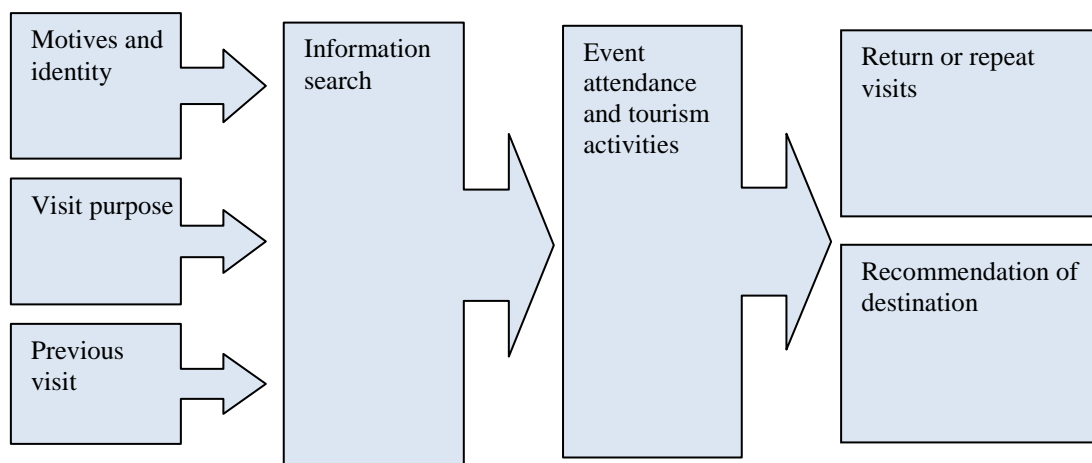 Motives and
identity
Visit purpose
Previous
visit
Information
search
Event
attendance
and tourism
activities
Return or repeat
visits
Recommendation of
destination